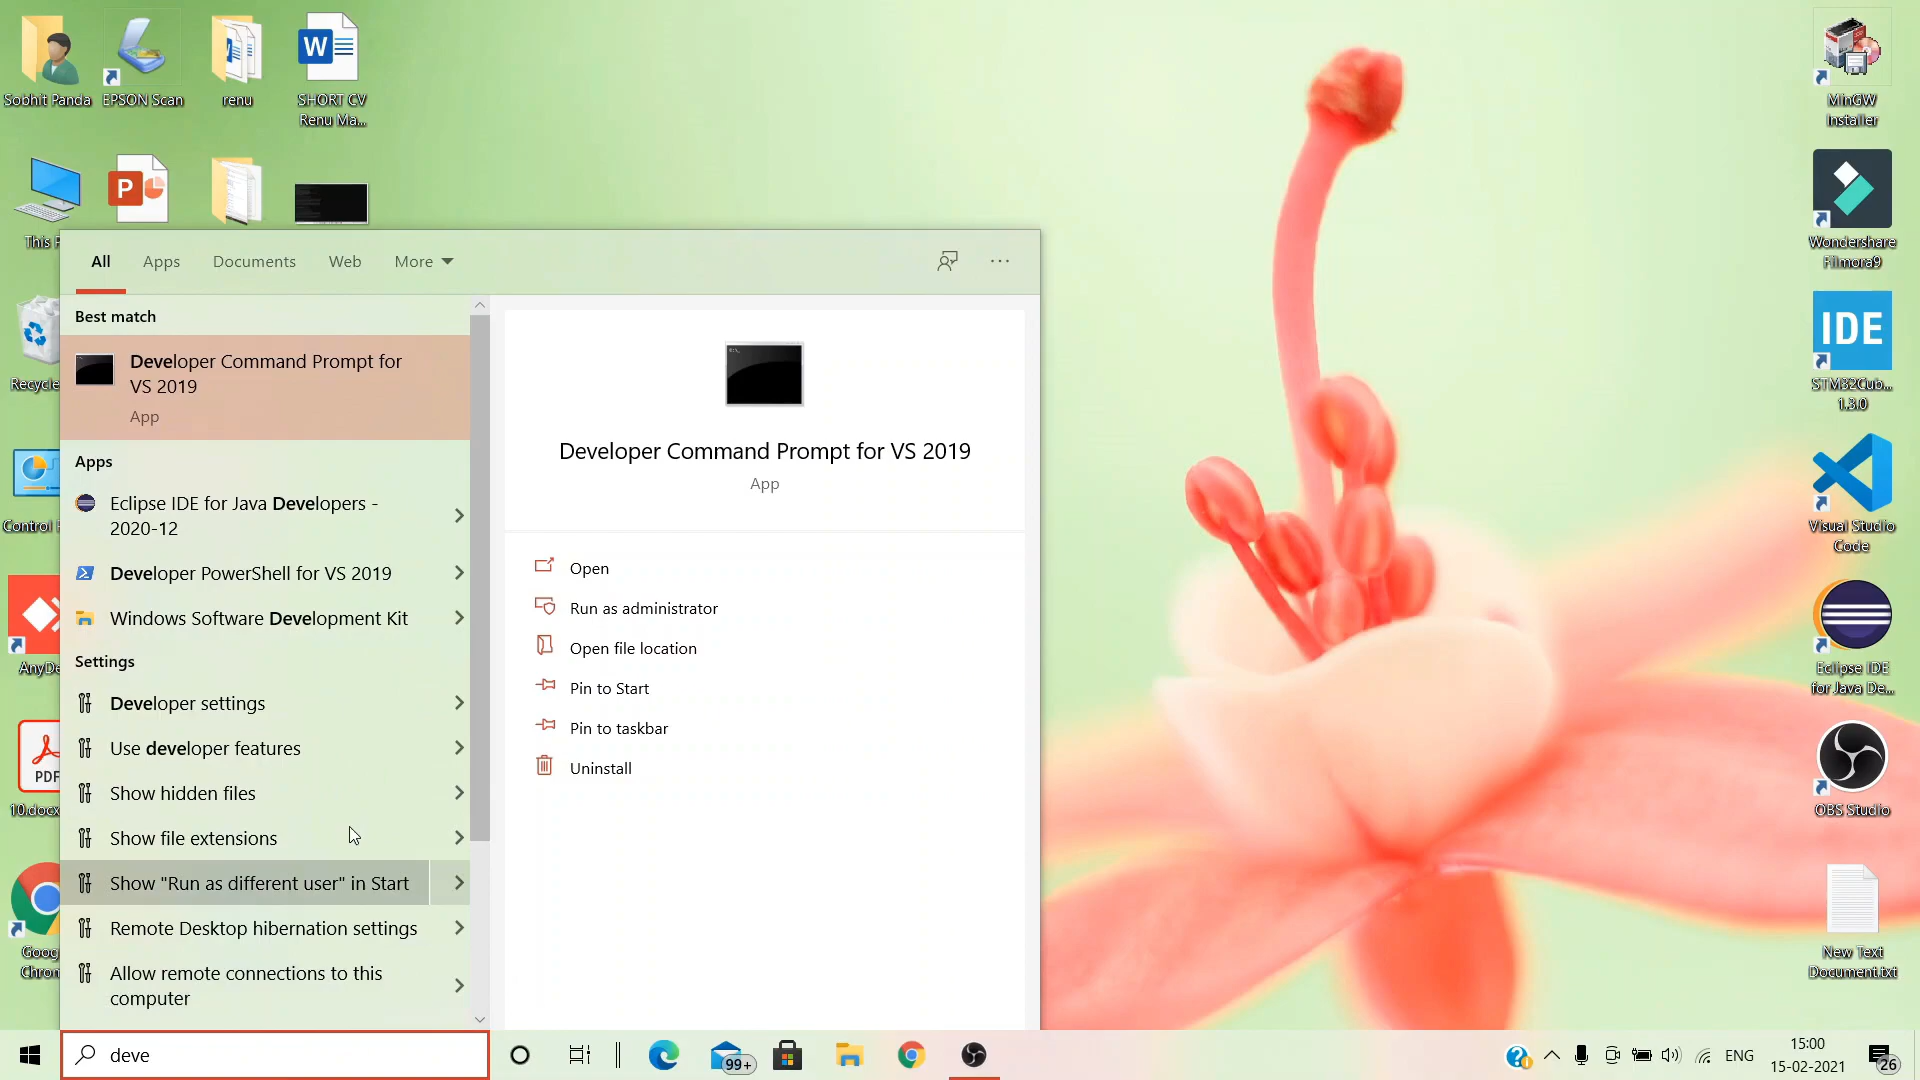 Sobhit Panda
EPSON Scan
renu
SHORT CV
Renu Ma...
W
P
This P
Recycle
Control
AnyDe
PDF
10.docx
Goog
Chron
All
Apps
Documents
Web
More
Best match
Developer Command Prompt for
VS 2019
App
Apps
Eclipse IDE for Java Developers -
2020-12
Developer PowerShell for VS 2019
Windows Software Development Kit
Settings
Developer settings
Use developer features
Show hidden files
Show file extensions
Show "Run as different user" in Start
Remote Desktop hibernation settings
Allow remote connections to this
computer
deve
Developer Command Prompt for VS 2019
App
Open
Run as administrator
Open file location
Pin to Start
Pin to taskbar
Uninstall
MinGW
Installer
Wondershare
Filmora9
IDE
STM32Cub...
1.3.0
Visual Studio
Code
Eclipse IDE
for Java De...
OBS Studio
New Text
Document.txt
99+
ENG
15:00
15-02-2021
26